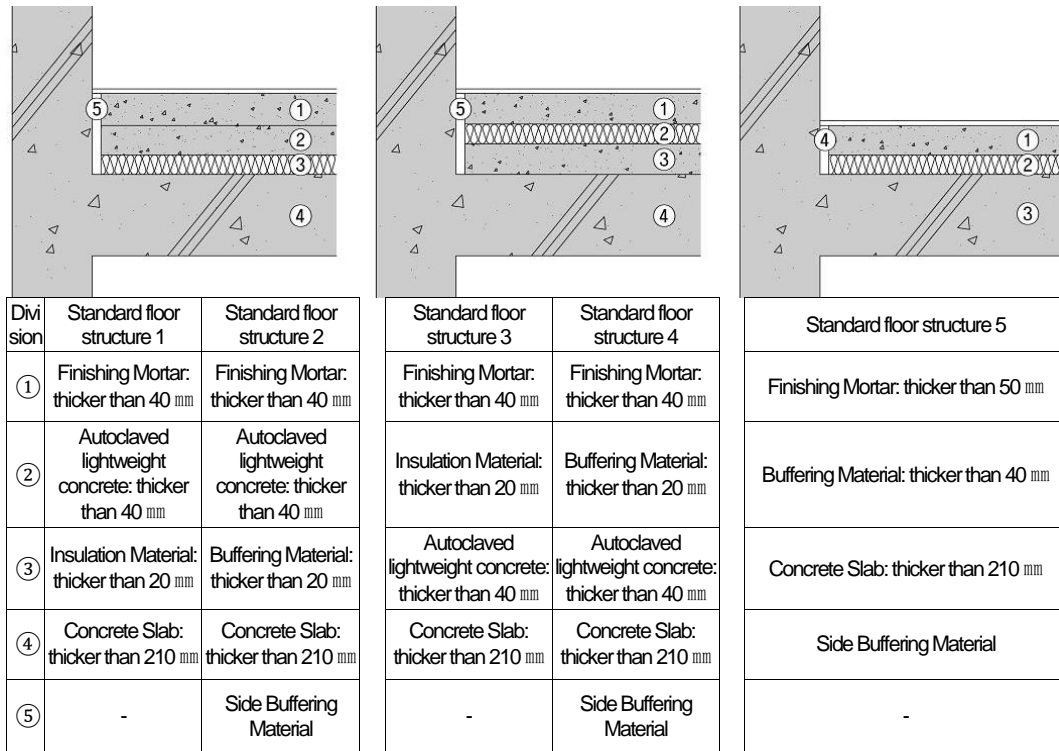 ⑤ ① ② ③ ④
⑤ ① ② ③ ④
④ ① ② ③
Divi
sion
Standard floor
structure 1
Standard floor
structure 2
Standard floor
structure 3
Standard floor
structure 4
Standard floor structure 5
①
Finishing Mortar:
thicker than 40 ㎜
Finishing Mortar:
thicker than 40 ㎜
Finishing Mortar:
thicker than 40 ㎜
Finishing Mortar:
thicker than 40 ㎜
Finishing Mortar: thicker than 50 ㎜
②
Autoclaved
lightweight
concrete: thicker
than 40 ㎜
Autoclaved
lightweight
concrete: thicker
than 40 ㎜
Insulation Material:
thicker than 20 ㎜
Buffering Material:
thicker than 20 ㎜
Buffering Material: thicker than 40 ㎜
③
Insulation Material:
thicker than 20 ㎜
Buffering Material:
thicker than 20 ㎜
Autoclaved
lightweight concrete:
thicker than 40 ㎜
Autoclaved
lightweight concrete:
thicker than 40 ㎜
Concrete Slab: thicker than 210 ㎜
④
Concrete Slab:
thicker than 210 ㎜
Concrete Slab:
thicker than 210 ㎜
Concrete Slab:
thicker than 210 ㎜
Concrete Slab:
thicker than 210 ㎜
Side Buffering Material
⑤
-
Side Buffering
Material
-
Side Buffering
Material
-